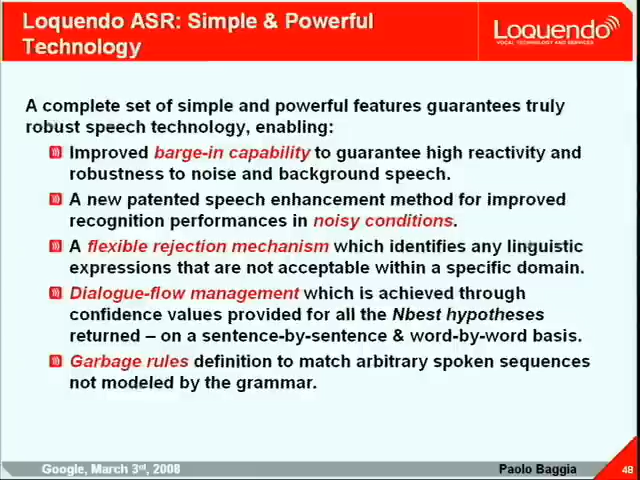 Loquendo ASR: Simple & Powerful
Technology
Loquendo
VOCAL TECHNOLOGY AND SERVICES
A complete set of simple and powerful features guarantees truly
robust speech technology, enabling:
Improved barge-in capability to guarantee high reactivity and
robustness to noise and background speech.
A new patented speech enhancement method for improved
recognition performances in noisy conditions.
A flexible rejection mechanism which identifies any linguistic
expressions that are not acceptable within a specific domain.
Dialogue-flow management which is achieved through
confidence values provided for all the Nbest hypotheses
returned – on a sentence-by-sentence & word-by-word basis.
Garbage rules definition to match arbitrary spoken sequences
not modeled by the grammar.
Google, March 3rd, 2008
Paolo Baggia
48